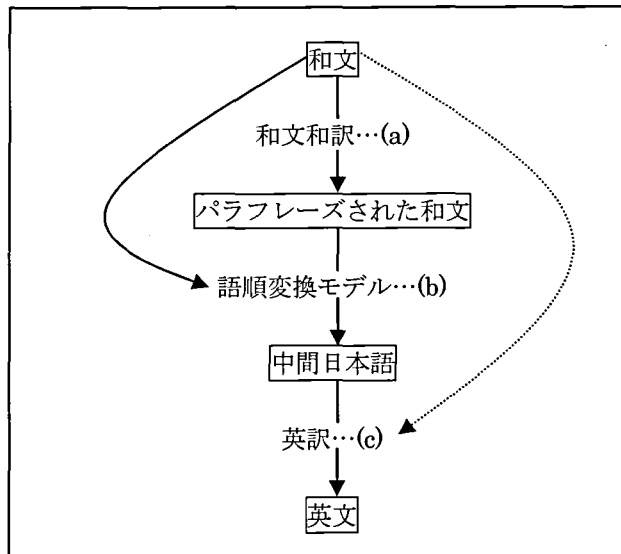 和文
和文和訳…(a)
パラフレーズされた和文
語順変換モデル…(b)
中間日本語
英訳…(c)
英文